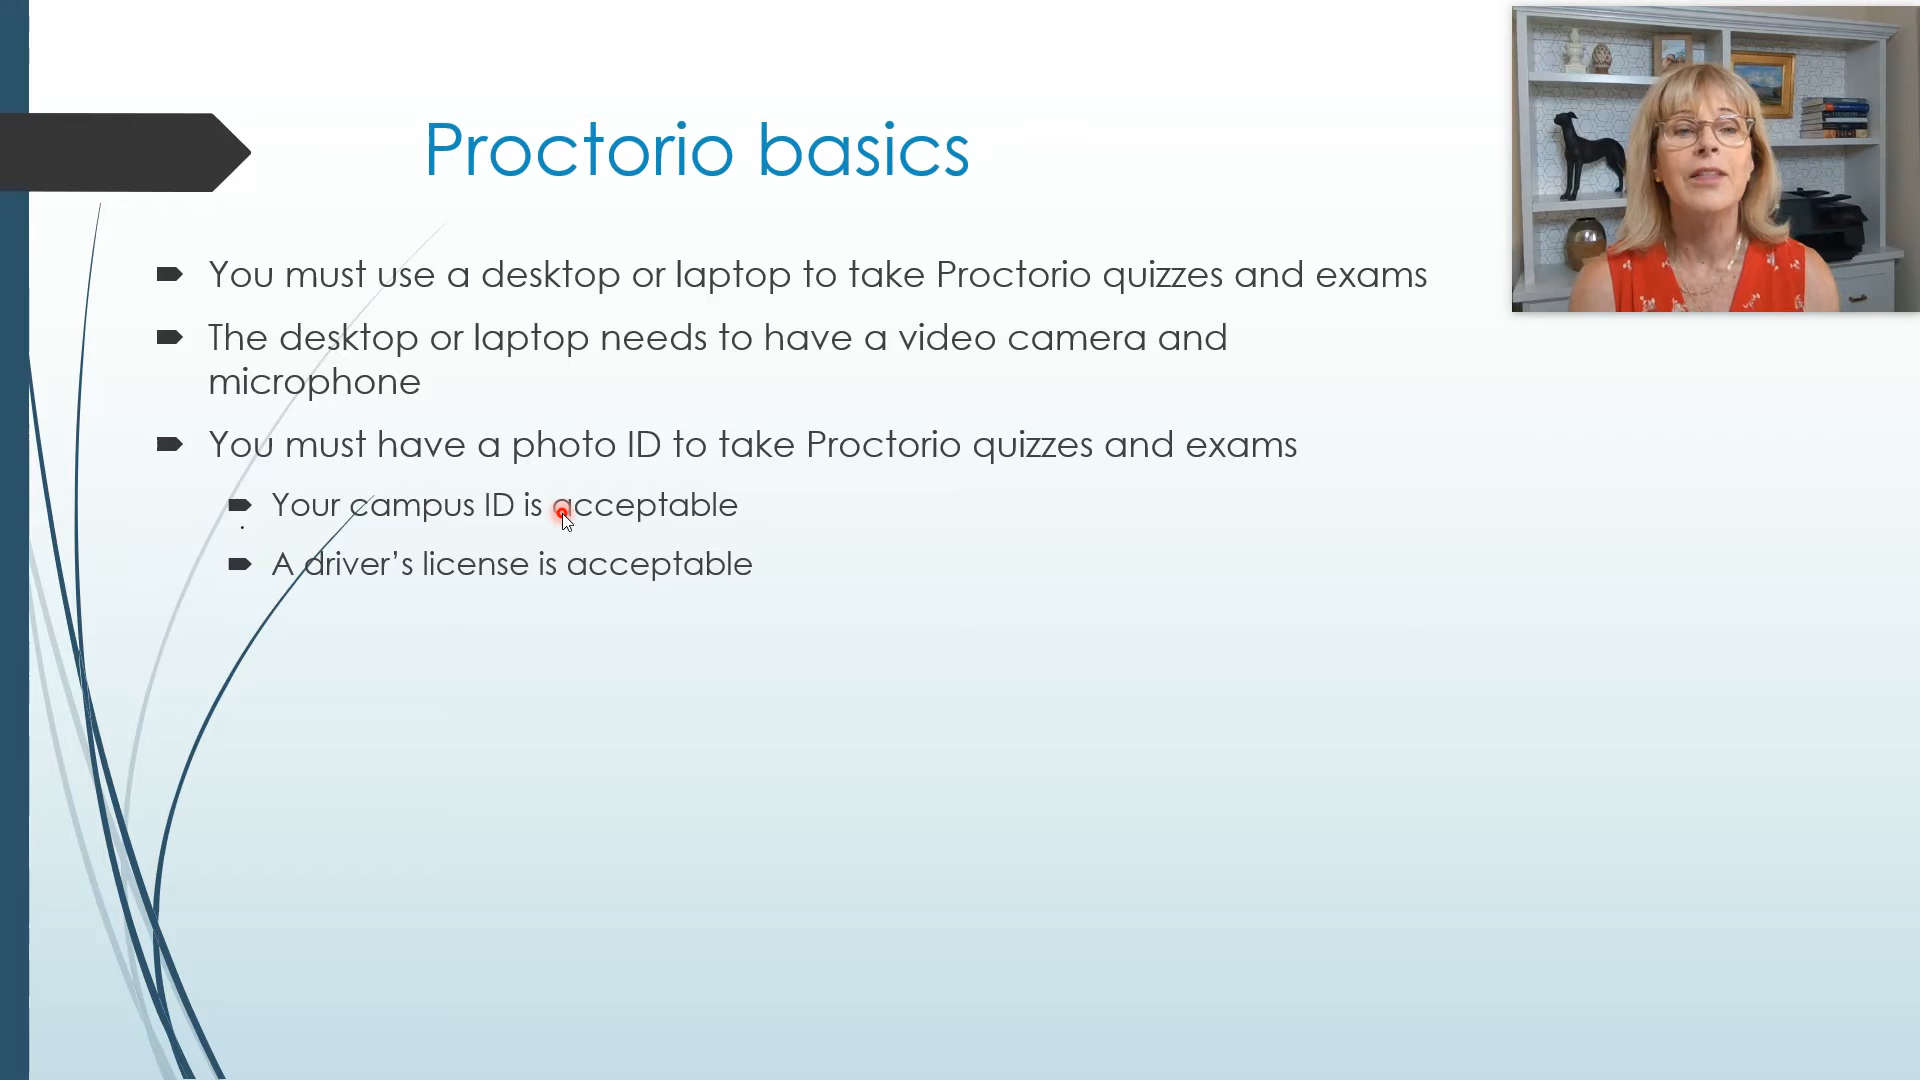 Proctorio basics
You must use a desktop or laptop to take Proctorio quizzes and exams
The desktop or laptop needs to have a video camera and
microphone
You must have a photo ID to take Proctorio quizzes and exams
Your campus ID is acceptable
A driver’s license is acceptable